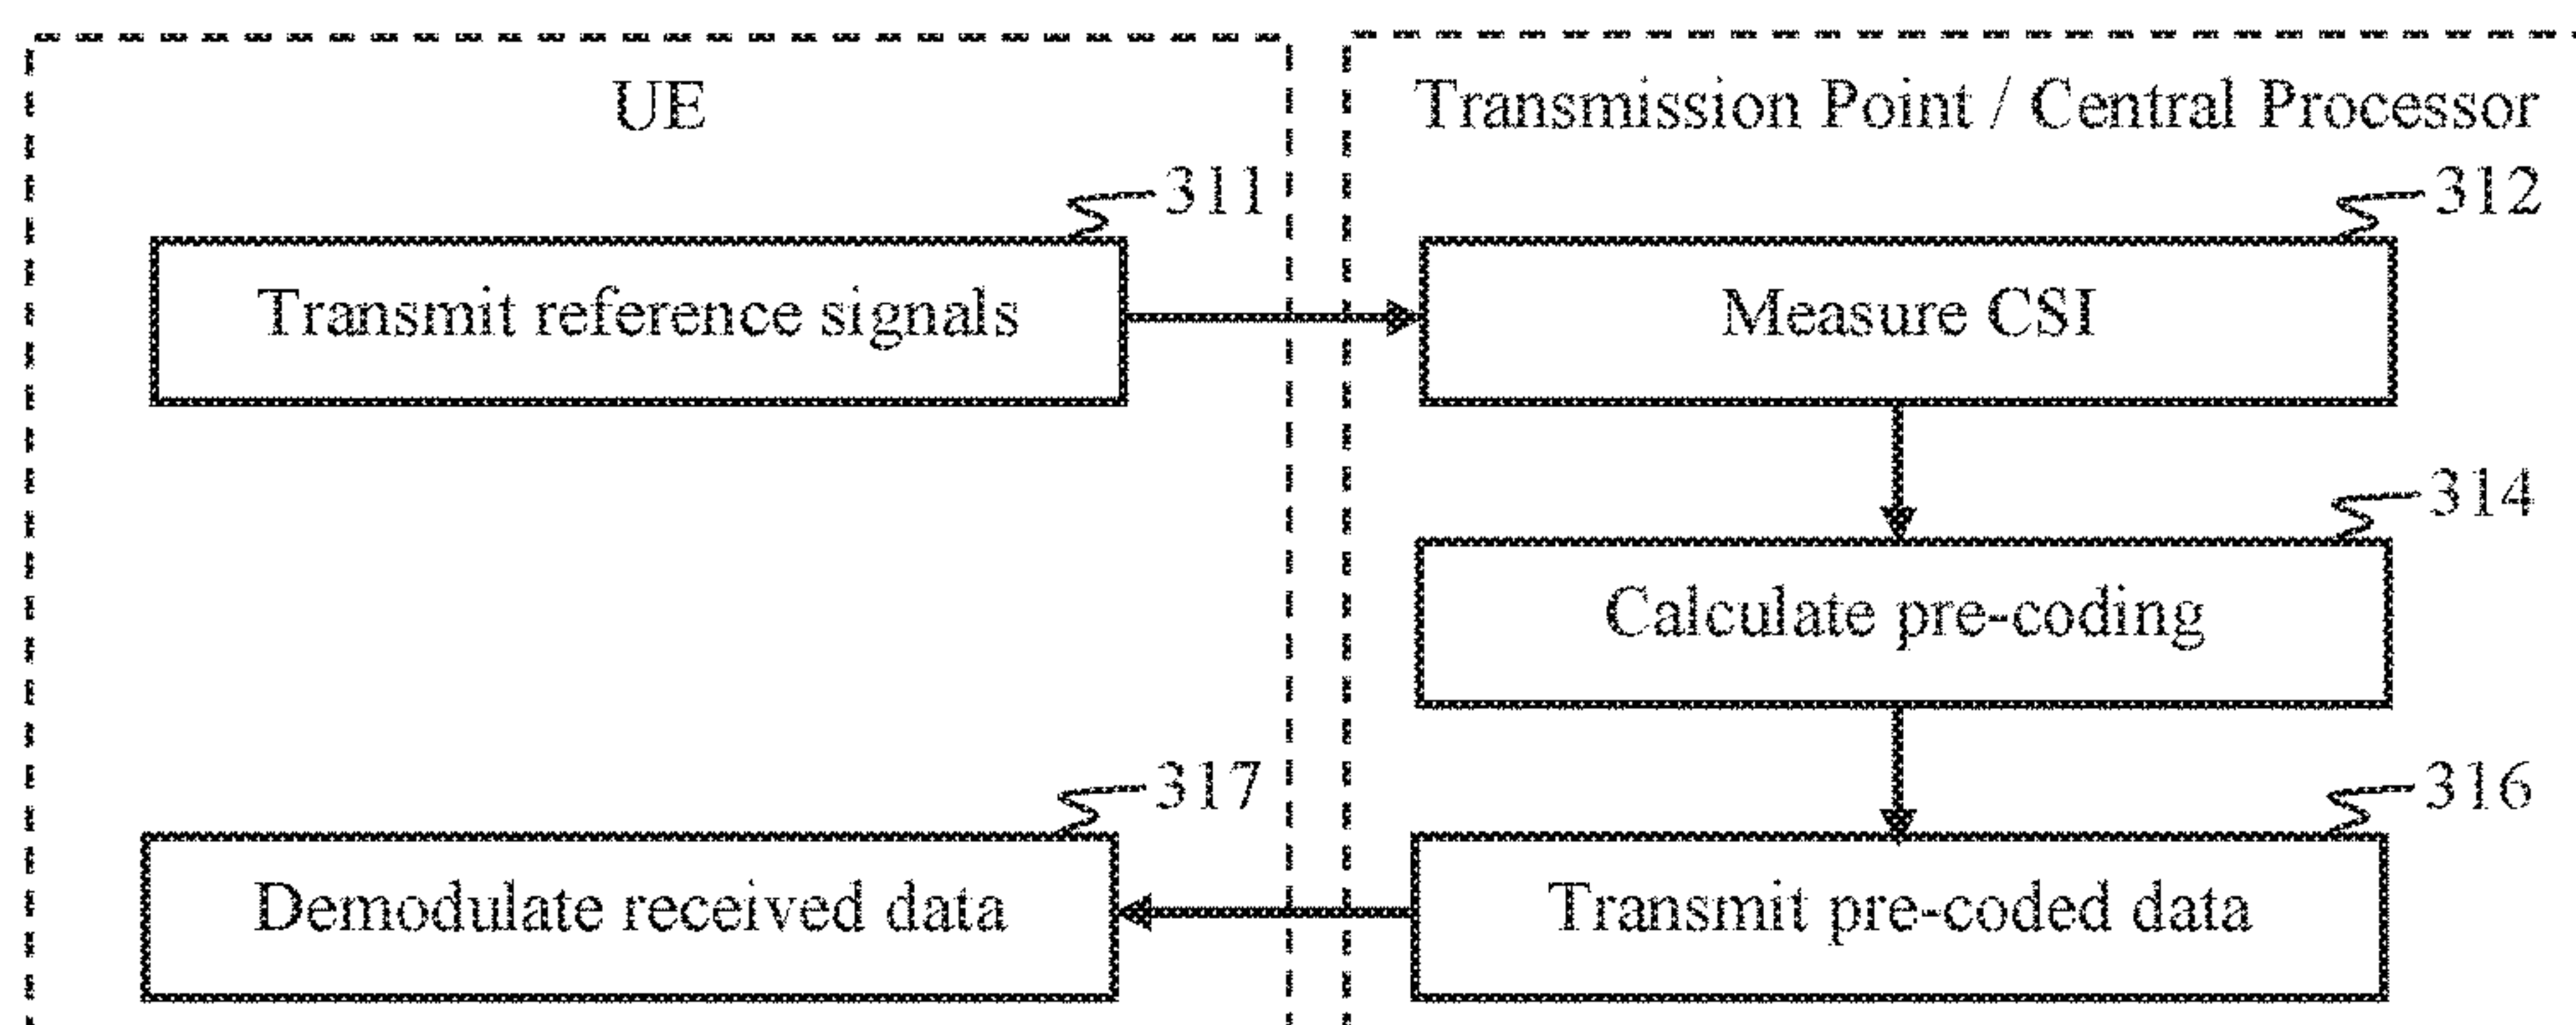 UE
Transmission Point / Central Processor
311
312
Transmit reference signals
Measure CSI
314
Calculate pre-coding
317
316
Demodulate received data
Transmit pre-coded data